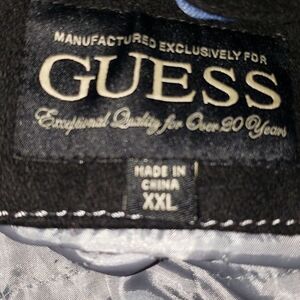 MANUFACTURED EXCLUSIVELY FOR
GUESS
Exceptional Quality for Over 20 Years
MADE IN
CHINA
XXL